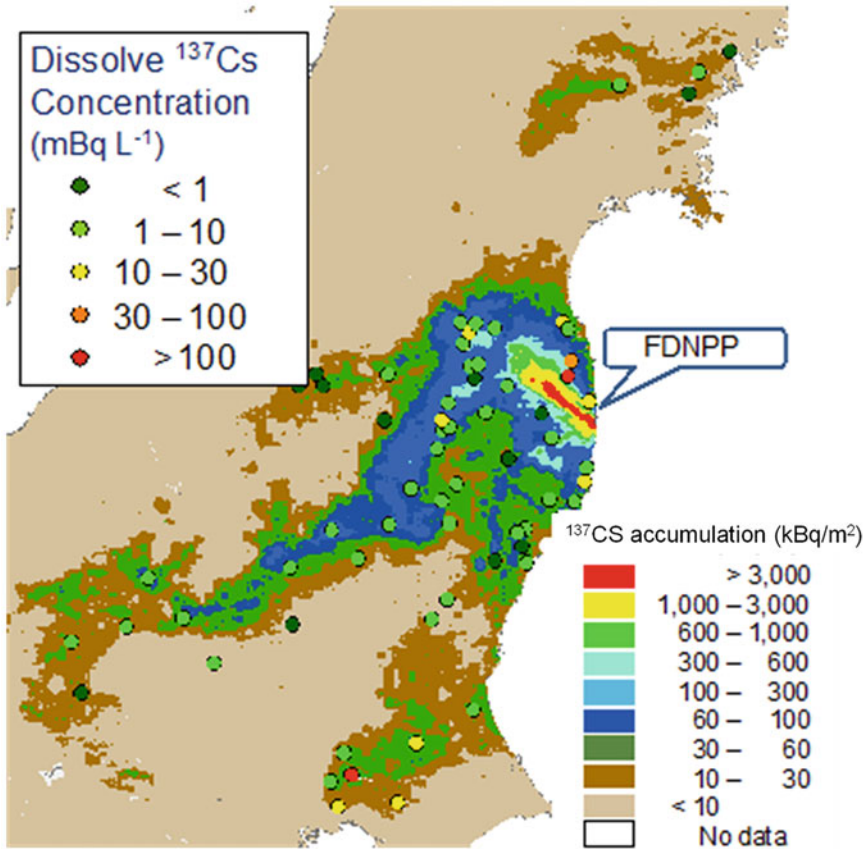 Dissolve ¹³⁷Cs
Concentration
(mBq L⁻¹)
< 1
1 – 10
10 – 30
30 – 100
>100
FDNPP
¹³⁷CS accumulation (kBq/m²)
> 3,000
1,000 – 3,000
600 – 1,000
300 – 600
100 – 300
60 – 100
30 – 60
10 – 30
< 10
No data